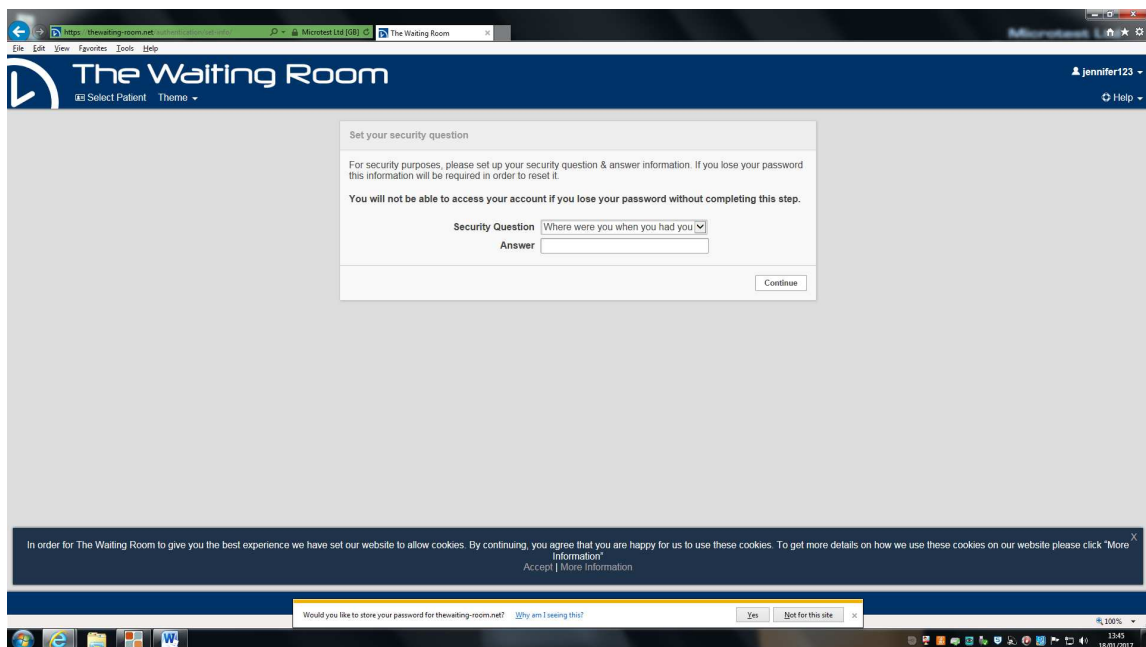 https thewaiting-room.net/authentication/set-info/ Microtest Ltd [GB] The Waiting Room
File Edit View Favorites Tools Help
The Waiting Room
jennifer123
Select Patient Theme
Help
Set your security question
For security purposes, please set up your security question & answer information. If you lose your password
this information will be required in order to reset it.
You will not be able to access your account if you lose your password without completing this step.
Security Question Where were you when you had you
Answer
Continue
In order for The Waiting Room to give you the best experience we have set our website to allow cookies. By continuing, you agree that you are happy for us to use these cookies. To get more details on how we use these cookies on our website please click "More
Information"
Accept | More Information
X
Would you like to store your password for thewaiting-room.net? Why am I seeing this? Yes Not for this site
100%
13:45
18/01/2017